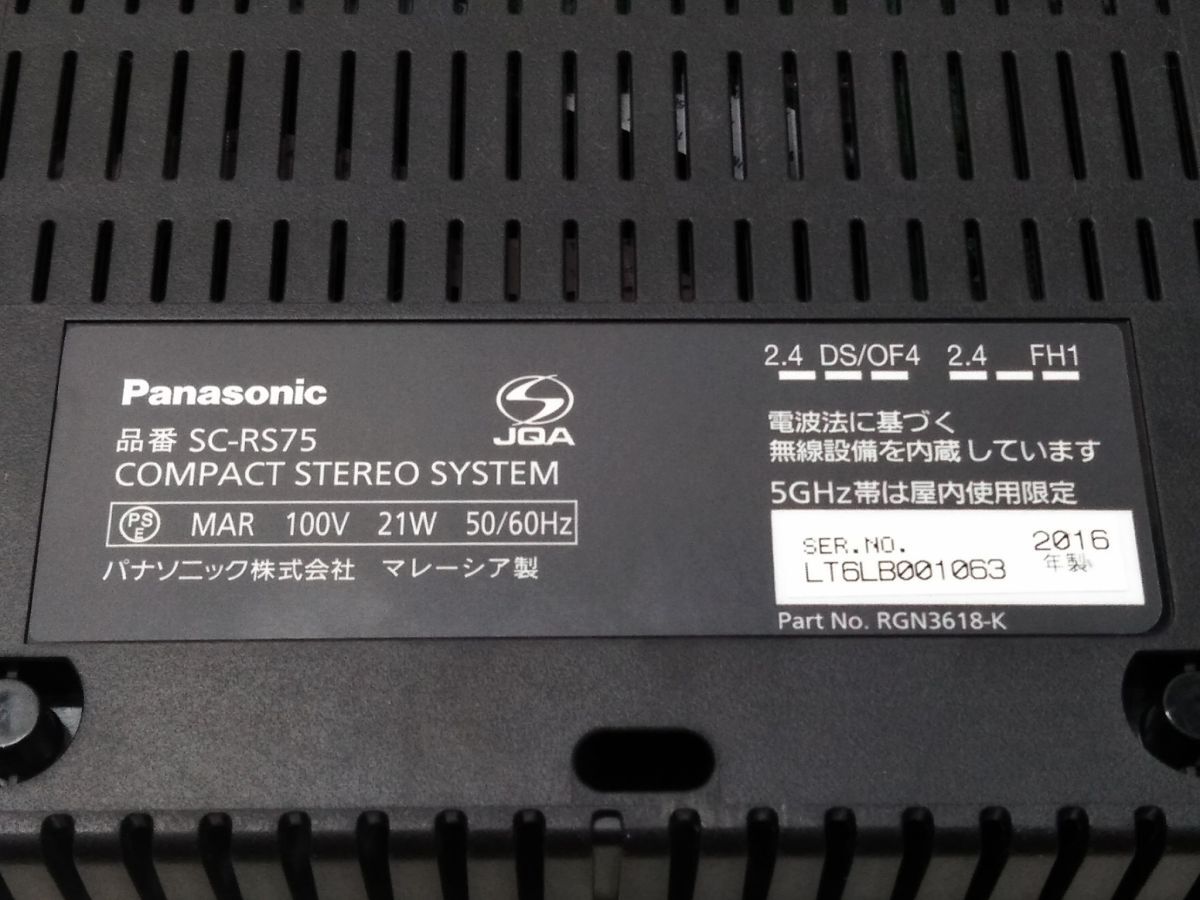 Panasonic
品番 SC-RS75
COMPACT STEREO SYSTEM
PSE MAR 100V 21W 50/60Hz
パナソニック株式会社 マレーシア製
JQA
2.4 DS/OF4 2.4 FH1
電波法に基づく
無線設備を内蔵しています
5GHz帯は屋内使用限定
SER.NO. 2016
LT6LB001063 年製
Part No. RGN3618-K